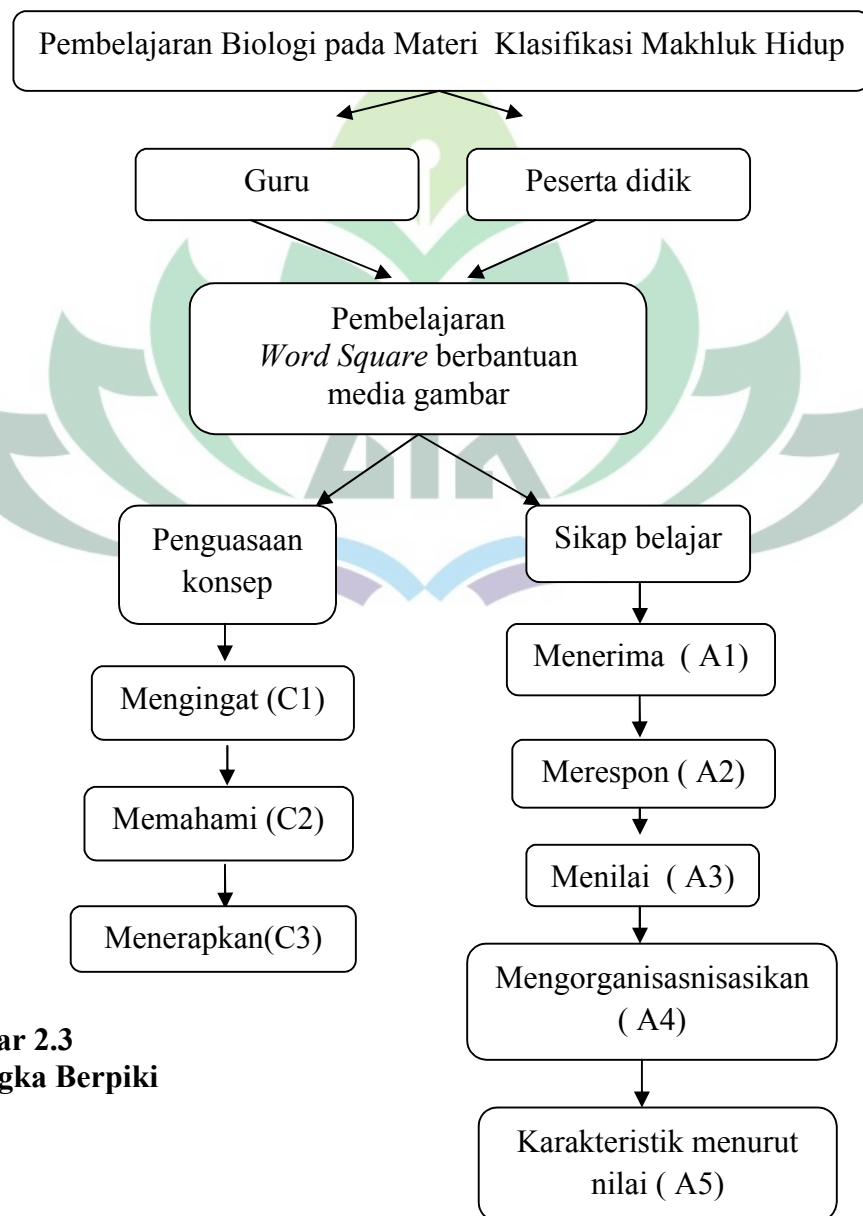 Pembelajaran Biologi pada Materi Klasifikasi Makhluk Hidup
Guru
Peserta didik
Pembelajaran
Word Square berbantuan
media gambar
Penguasaan
konsep
Mengingat (C1)
Memahami (C2)
Menerapkan(C3)
Sikap belajar
Menerima ( A1)
Merespon ( A2)
Menilai ( A3)
Mengorganisasnisasikan
( A4)
Karakteristik menurut
nilai ( A5)
ar 2.3
gka Berpiki